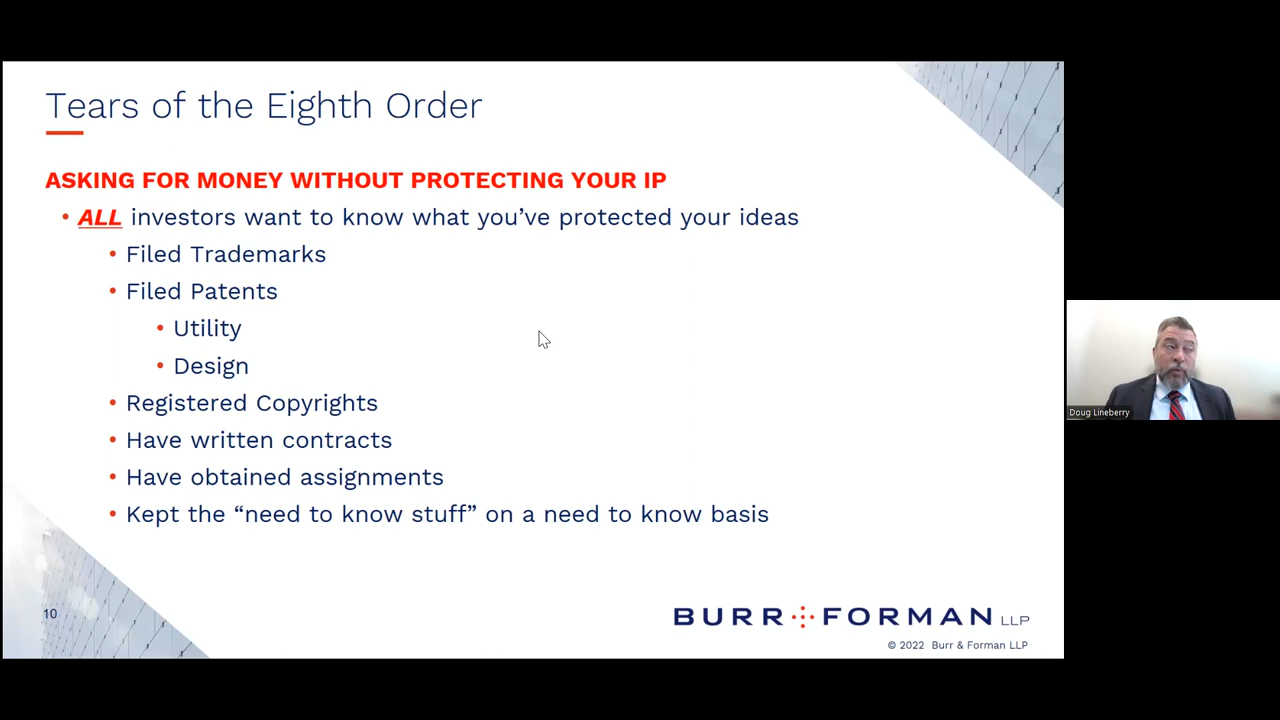 Tears of the Eighth Order
ASKING FOR MONEY WITHOUT PROTECTING YOUR IP
• ALL investors want to know what you’ve protected your ideas
• Filed Trademarks
• Filed Patents
• Utility
• Design
• Registered Copyrights
• Have written contracts
• Have obtained assignments
• Kept the “need to know stuff” on a need to know basis
10
BURR FORMAN LLP
© 2022 Burr & Forman LLP
Doug Lineberry